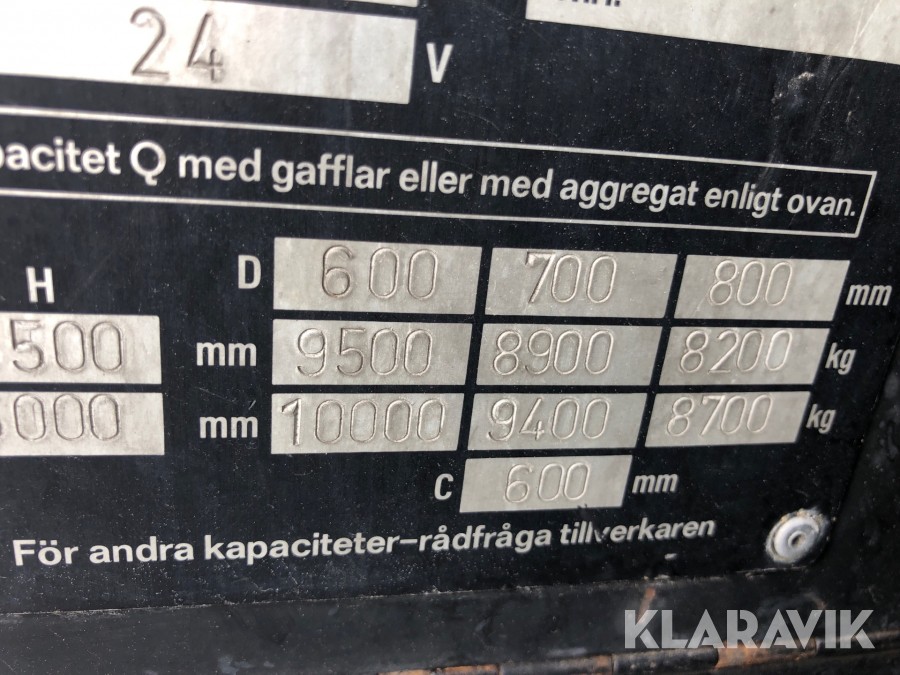 24 V
pacitet Q med gafflar eller med aggregat enligt ovan.
H D 600 700 800 mm
500 mm 9500 8900 8200 kg
000 mm 10000 9400 8700 kg
C 600 mm
För andra kapaciteter–rådfråga tillverkaren
KLARAVIK